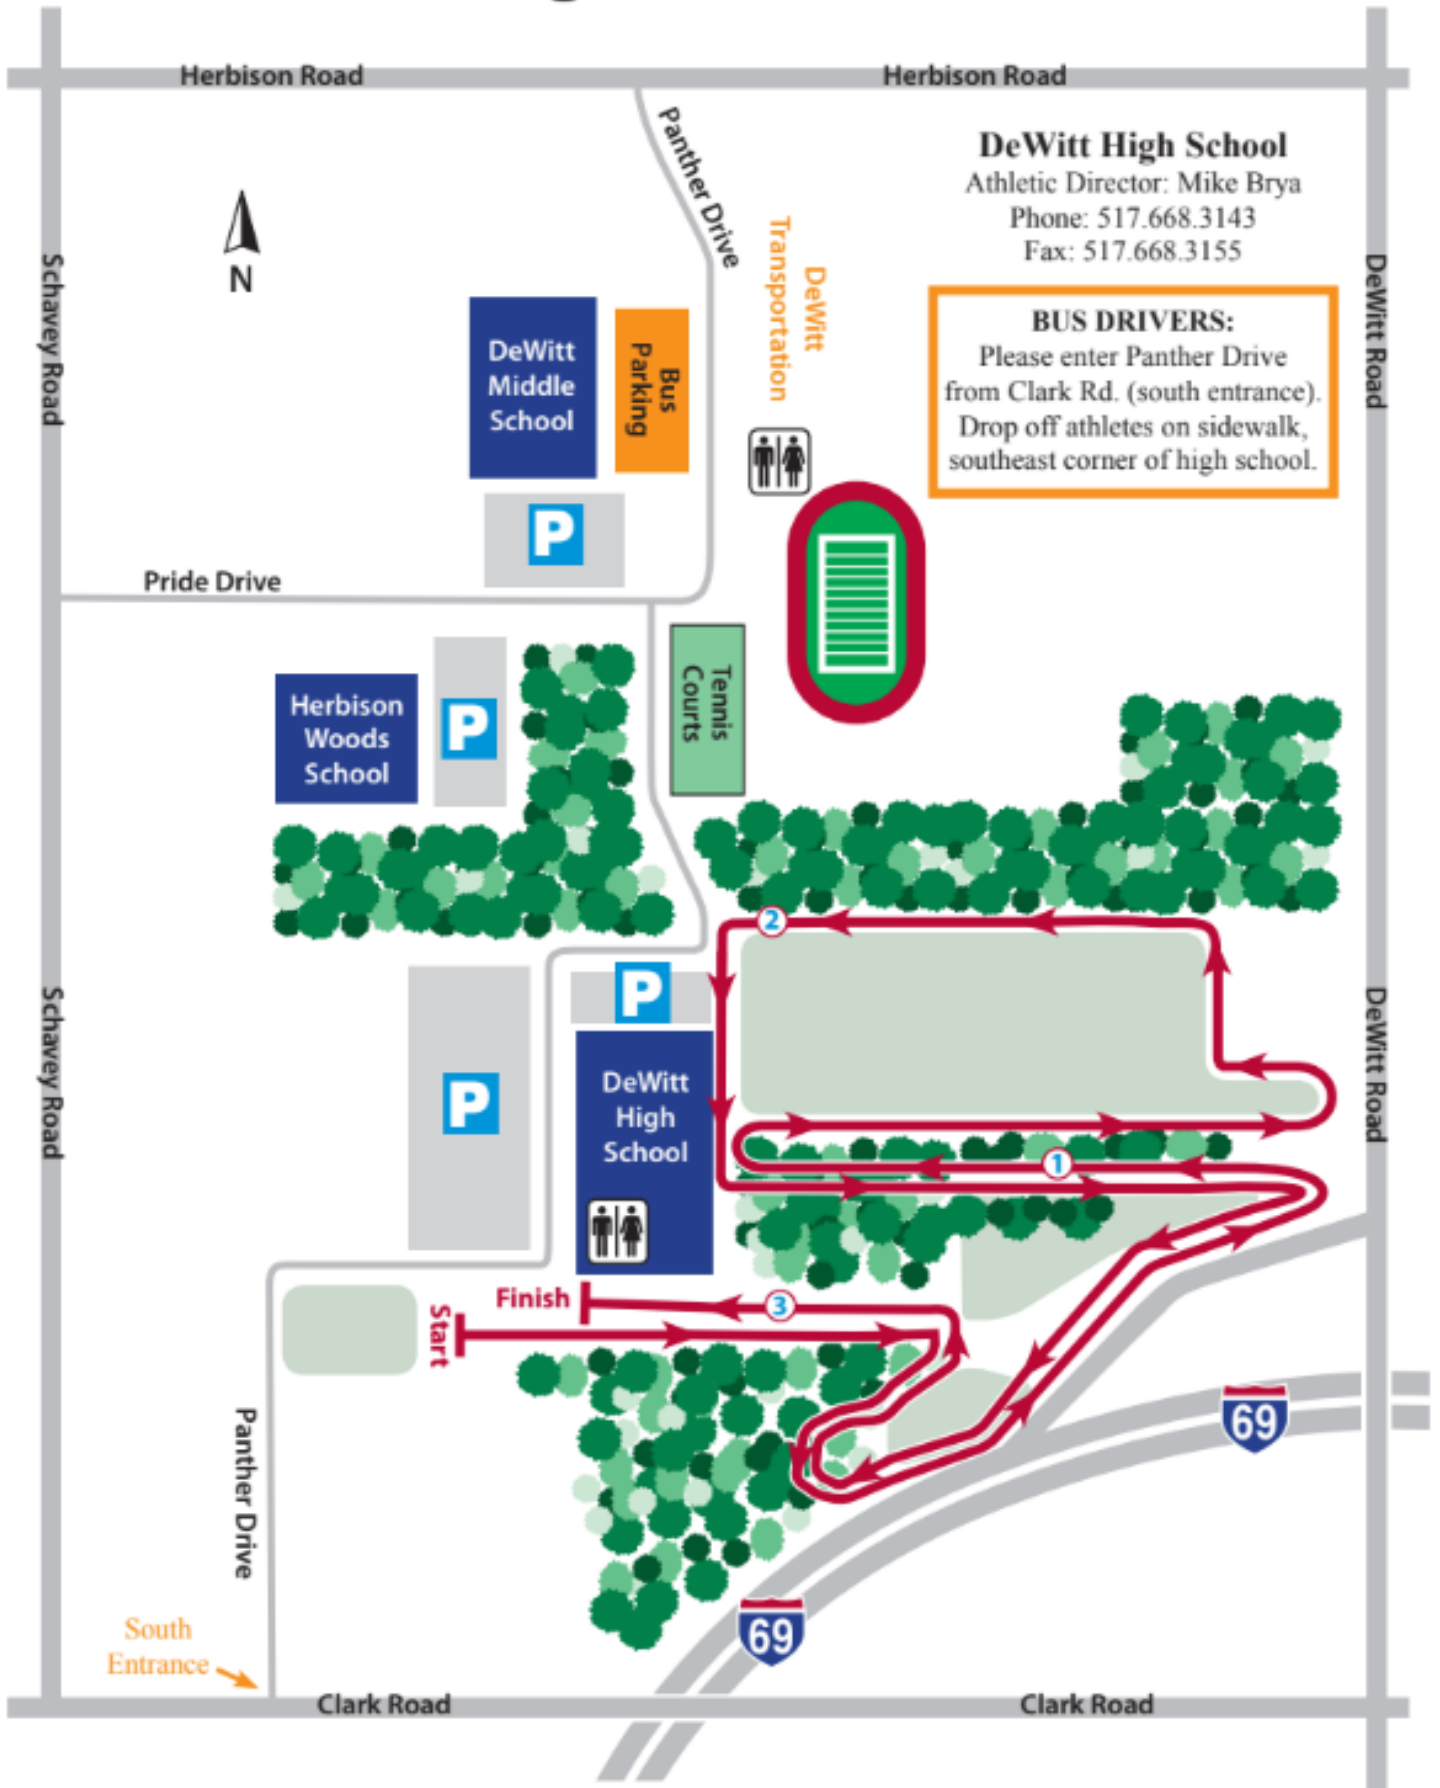 Herbison Road
Herbison Road
Panther Drive
DeWitt High School
Athletic Director: Mike Brya
Phone: 517.668.3143
Fax: 517.668.3155
N
Schavey Road
DeWitt
Transportation
DeWitt Road
BUS DRIVERS:
Please enter Panther Drive
from Clark Rd. (south entrance).
Drop off athletes on sidewalk,
southeast corner of high school.
DeWitt
Middle
School
Bus
Parking
P
Pride Drive
Tennis
Courts
Herbison
Woods
School
P
2
P
Schavey Road
DeWitt Road
P
DeWitt
High
School
1
Finish
3
Start
69
Panther Drive
69
South
Entrance
Clark Road
Clark Road